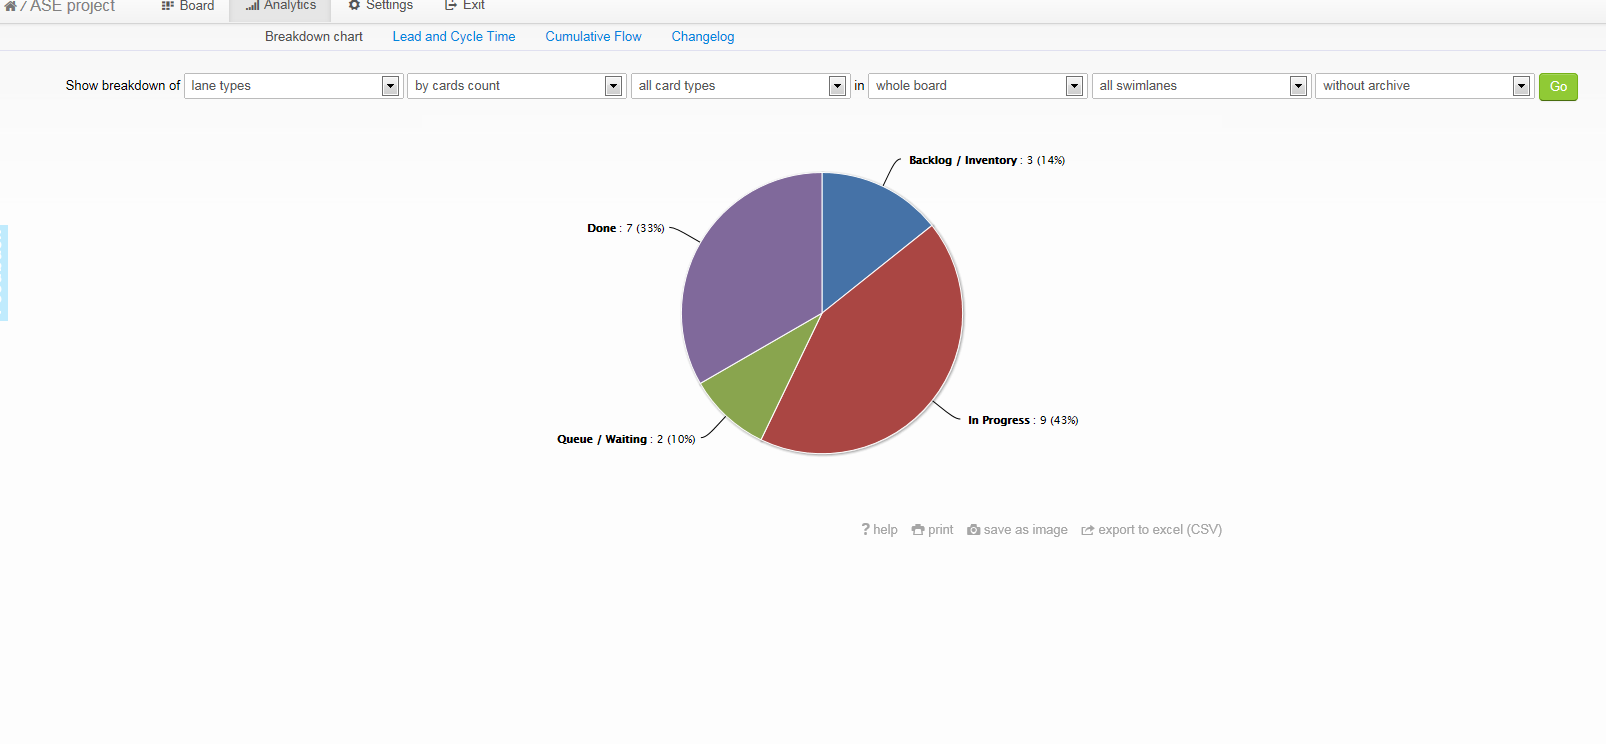 / ASE project Board Analytics Settings Exit
Breakdown chart Lead and Cycle Time Cumulative Flow Changelog
Show breakdown of lane types by cards count all card types in whole board all swimlanes without archive Go
Backlog / Inventory : 3 (14%)
Done : 7 (33%)
In Progress : 9 (43%)
Queue / Waiting : 2 (10%)
? help print save as image export to excel (CSV)